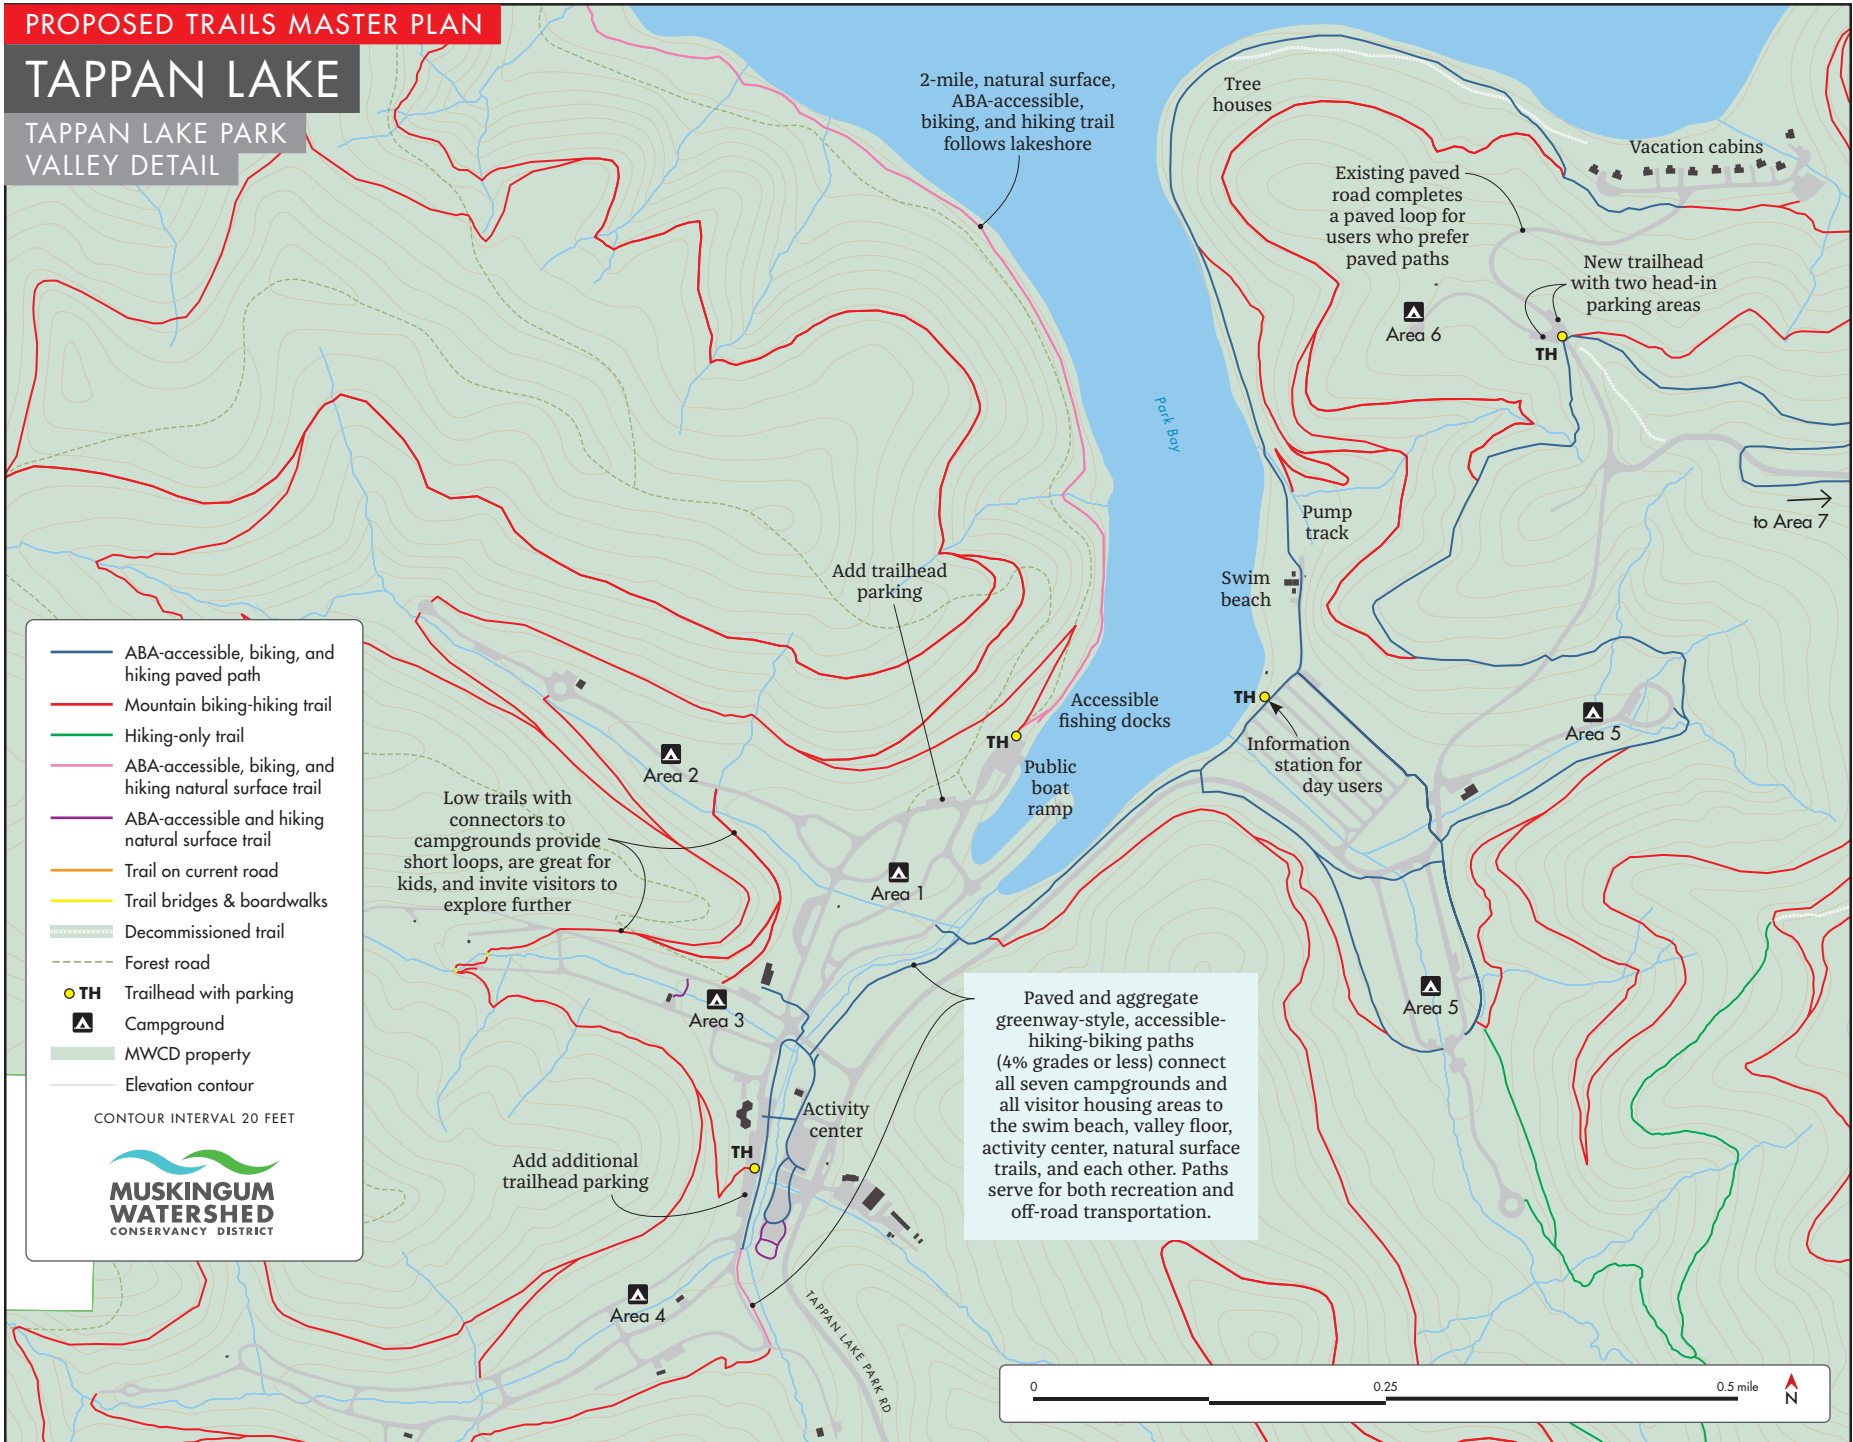 PROPOSED TRAILS MASTER PLAN
TAPPAN LAKE
TAPPAN LAKE PARK
VALLEY DETAIL
2-mile, natural surface,
ABA-accessible,
biking, and hiking trail
follows lakeshore
Tree
houses
Vacation cabins
Existing paved
road completes
a paved loop for
users who prefer
paved paths
New trailhead
with two head-in
parking areas
Area 6
TH
Park Bay
to Area 7
Pump
track
Swim
beach
Add trailhead
parking
TH
Information
station for
day users
Area 5
Accessible
fishing docks
TH
Public
boat
ramp
Area 2
Low trails with
connectors to
campgrounds provide
short loops, are great for
kids, and invite visitors to
explore further
Area 1
Area 3
Area 5
Paved and aggregate
greenway-style, accessible-
hiking-biking paths
(4% grades or less) connect
all seven campgrounds and
all visitor housing areas to
the swim beach, valley floor,
activity center, natural surface
trails, and each other. Paths
serve for both recreation and
off-road transportation.
Activity
center
TH
Add additional
trailhead parking
Area 4
TAPPAN LAKE PARK RD
ABA-accessible, biking, and
hiking paved path
Mountain biking-hiking trail
Hiking-only trail
ABA-accessible, biking, and
hiking natural surface trail
ABA-accessible and hiking
natural surface trail
Trail on current road
Trail bridges & boardwalks
Decommissioned trail
Forest road
TH Trailhead with parking
Campground
MWCD property
Elevation contour
CONTOUR INTERVAL 20 FEET
MUSKINGUM
WATERSHED
CONSERVANCY DISTRICT
0 0.25 0.5 mile
N